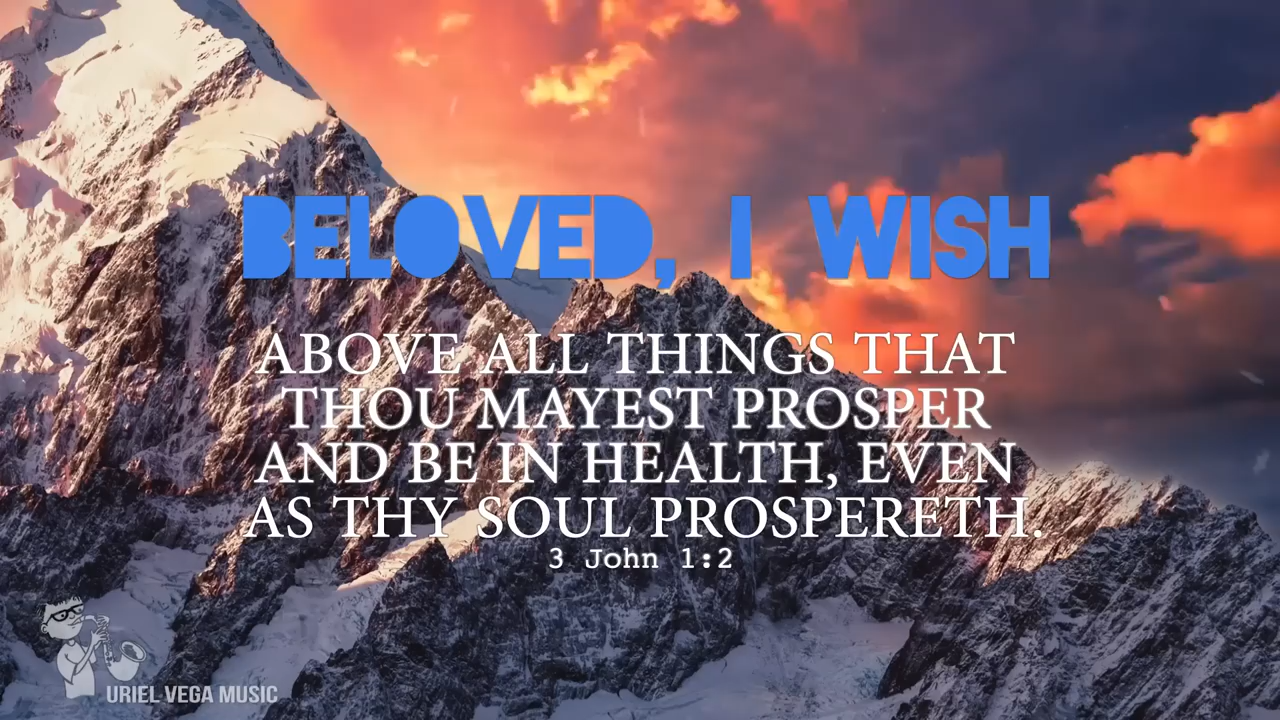 BELOVED, I WISH
ABOVE ALL THINGS THAT
THOU MAYEST PROSPER
AND BE IN HEALTH, EVEN
AS THY SOUL PROSPERETH.
3 John 1:2
URIEL VEGA MUSIC